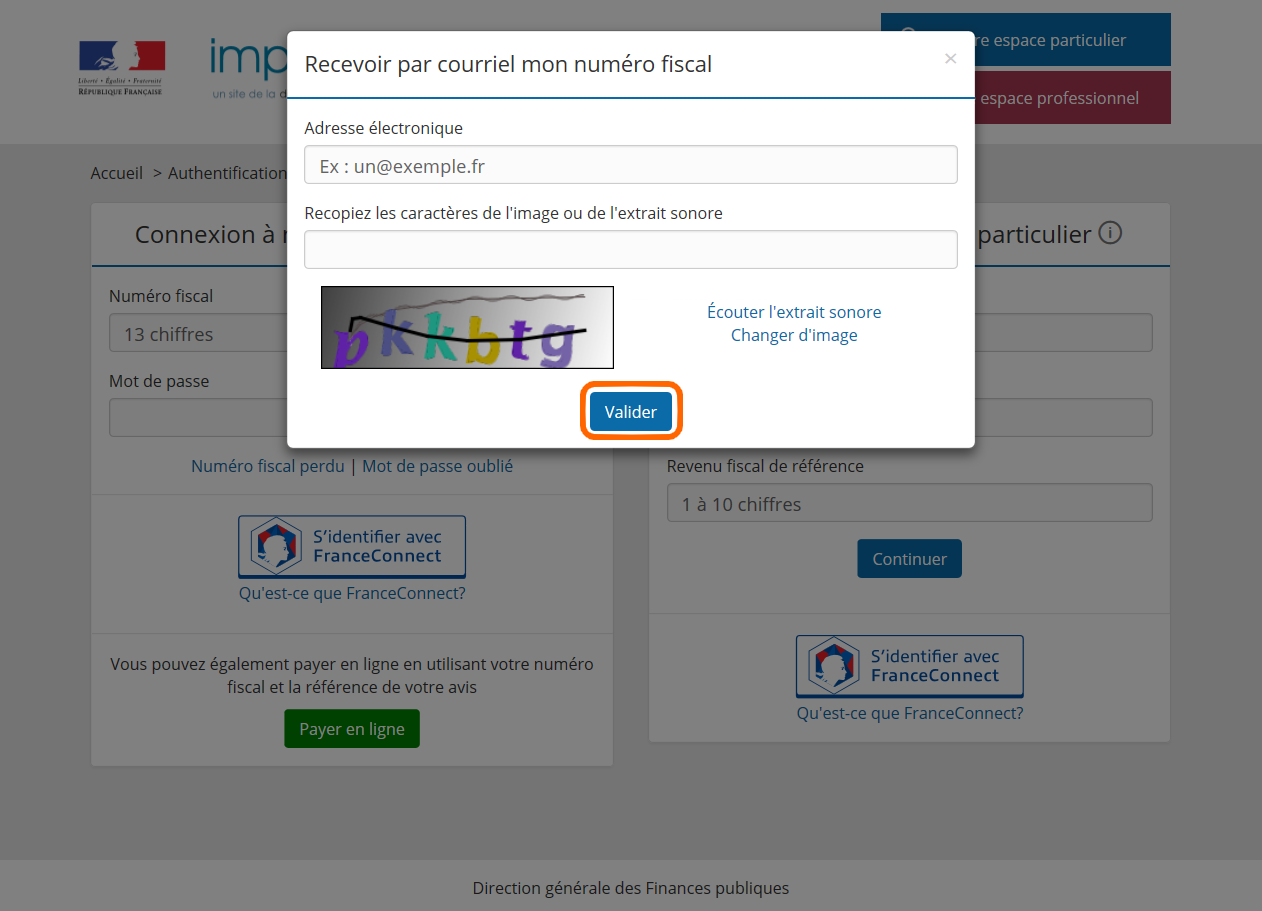 Liberté • Égalité • Fraternité
RÉPUBLIQUE FRANÇAISE
imp
un site de la d
re espace particulier
espace professionnel
Recevoir par courriel mon numéro fiscal
×
Adresse électronique
Ex : un@exemple.fr
Recopiez les caractères de l'image ou de l'extrait sonore
pkkbtg
Écouter l'extrait sonore
Changer d'image
Valider
Accueil > Authentification
Connexion à
Numéro fiscal
13 chiffres
Mot de passe
Numéro fiscal perdu | Mot de passe oublié
S'identifier avec
FranceConnect
Qu'est-ce que FranceConnect?
Vous pouvez également payer en ligne en utilisant votre numéro
fiscal et la référence de votre avis
Payer en ligne
particulier
Revenu fiscal de référence
1 à 10 chiffres
Continuer
S'identifier avec
FranceConnect
Qu'est-ce que FranceConnect?
Direction générale des Finances publiques